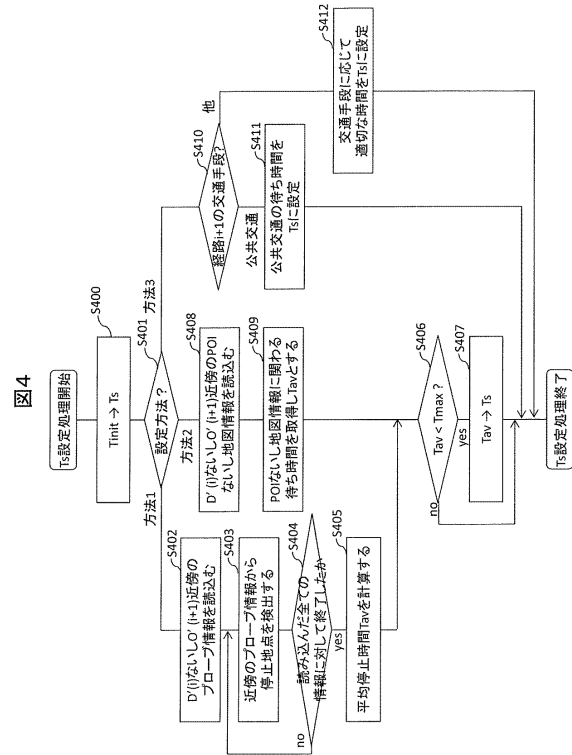 図4
Ts設定処理開始
S400
Tinit → Ts
S401
設定方法？
方法1
方法2
方法3
S402
D'(i)ないしO'(i+1)近傍の
プローブ情報を読込む
S403
近傍のプローブ情報から
停止地点を検出する
S404
読み込んだ全ての
情報に対して終了したか
no
yes
S405
平均停止時間Tavを計算する
S408
D'(i)ないしO'(i+1)近傍のPOI
ないし地図情報を読込む
S409
POIないし地図情報に関わる
待ち時間を取得しTavとする
S410
経路i+1の交通手段？
公共交通
他
S411
公共交通の待ち時間を
Tsに設定
S412
交通手段に応じて
適切な時間をTsに設定
S406
Tav < Tmax ?
no
yes
S407
Tav → Ts
Ts設定処理終了